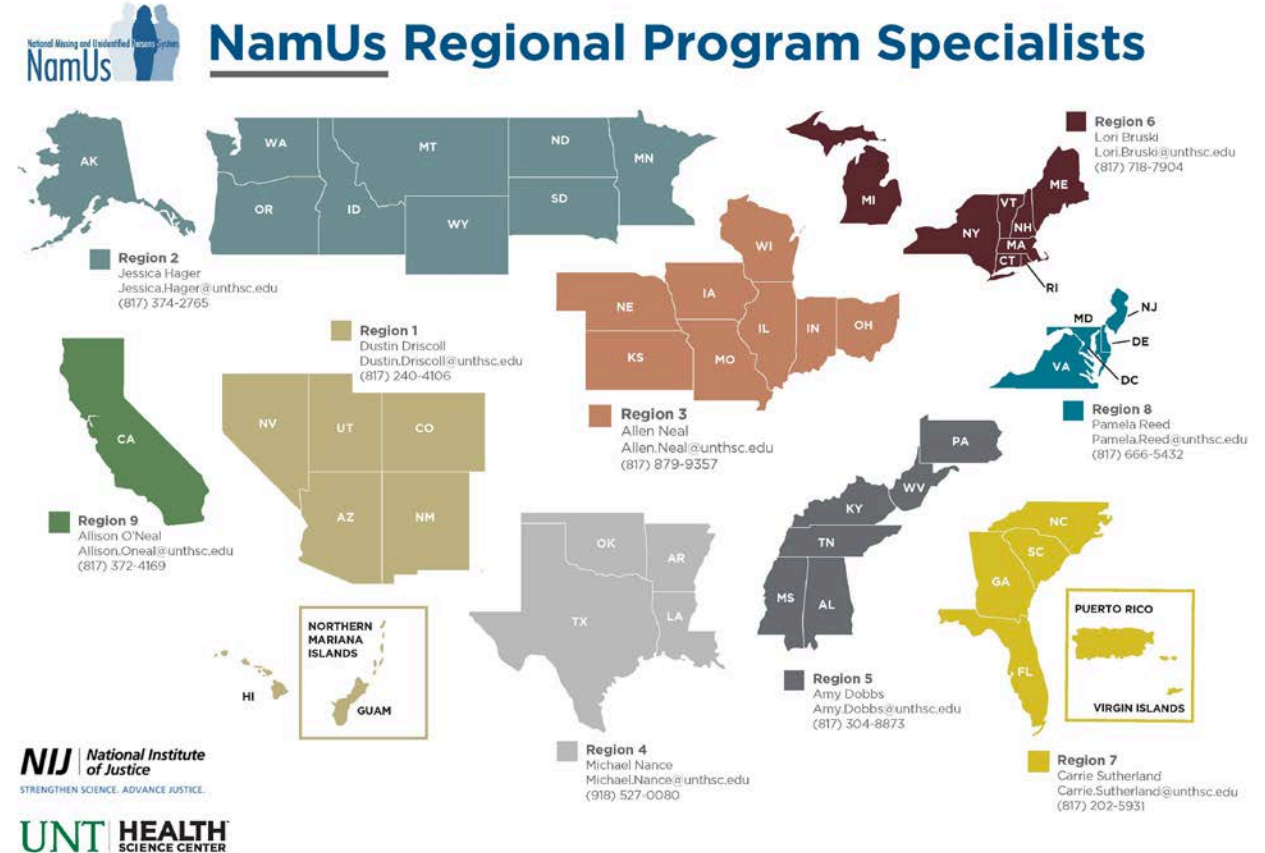 National Missing and Unidentified Persons System
NamUs
NamUs Regional Program Specialists
AK
WA
OR
ID
MT
WY
ND
SD
MN
Region 2
Jessica Hager
Jessica.Hager@unthsc.edu
(817) 374-2765
MI
NY
VT
NH
ME
MA
CT
RI
Region 6
Lori Bruski
Lori.Bruski@unthsc.edu
(817) 718-7904
WI
NE
IA
IL
IN
OH
KS
MO
Region 3
Allen Neal
Allen.Neal@unthsc.edu
(817) 879-9357
MD
NJ
DE
VA
DC
Region 8
Pamela Reed
Pamela.Reed@unthsc.edu
(817) 666-5432
Region 1
Dustin Driscoll
Dustin.Driscoll@unthsc.edu
(817) 240-4106
NV
UT
CO
AZ
NM
HI
NORTHERN
MARIANA
ISLANDS
GUAM
CA
Region 9
Allison O'Neal
Allison.Oneal@unthsc.edu
(817) 372-4169
OK
AR
TX
LA
Region 4
Michael Nance
Michael.Nance@unthsc.edu
(918) 527-0080
PA
WV
KY
TN
MS
AL
Region 5
Amy Dobbs
Amy.Dobbs@unthsc.edu
(817) 304-8873
NC
SC
GA
FL
PUERTO RICO
VIRGIN ISLANDS
Region 7
Carrie Sutherland
Carrie.Sutherland@unthsc.edu
(817) 202-5931
NIJ
National Institute
of Justice
STRENGTHEN SCIENCE. ADVANCE JUSTICE.
UNT HEALTH
SCIENCE CENTER